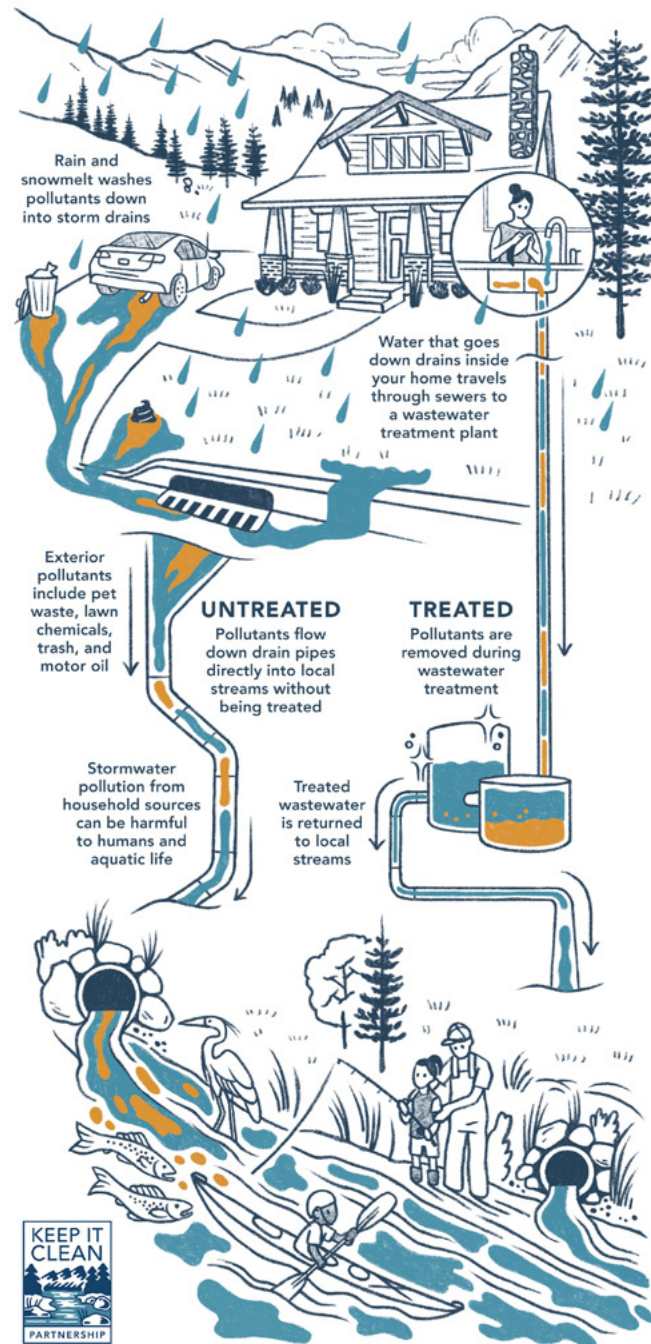 Rain and
snowmelt washes
pollutants down
into storm drains
Water that goes
down drains inside
your home travels
through sewers to
a wastewater
treatment plant
Exterior
pollutants
include pet
waste, lawn
chemicals,
trash, and
motor oil
UNTREATED
Pollutants flow
down drain pipes
directly into local
streams without
being treated
TREATED
Pollutants are
removed during
wastewater
treatment
Stormwater
pollution from
household sources
can be harmful
to humans and
aquatic life
Treated
wastewater
is returned
to local
streams
KEEP IT
CLEAN
PARTNERSHIP